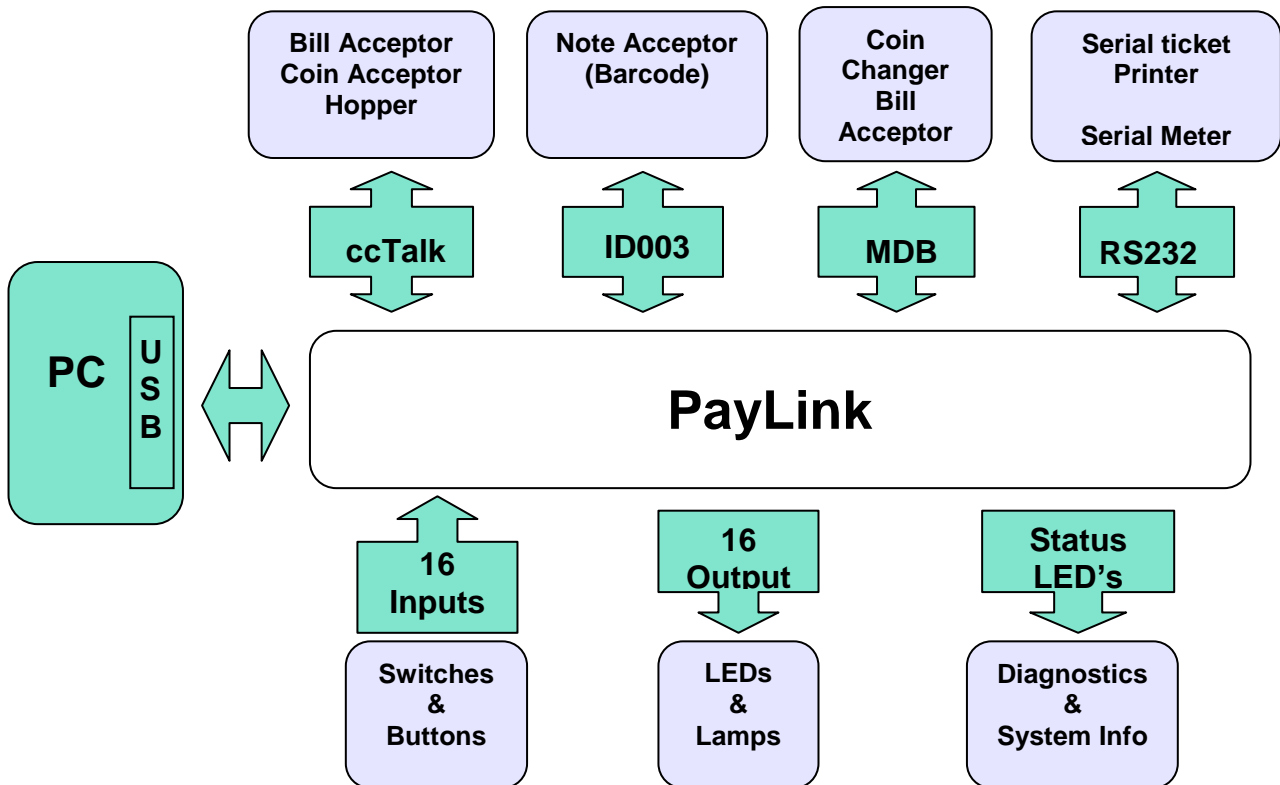 Bill Acceptor
Coin Acceptor
Hopper
Note Acceptor
(Barcode)
Coin
Changer
Bill
Acceptor
Serial ticket
Printer
Serial Meter
ccTalk
ID003
MDB
RS232
PC
U
S
B
PayLink
16
Inputs
16
Output
Status
LED’s
Switches
&
Buttons
LEDs
&
Lamps
Diagnostics
&
System Info